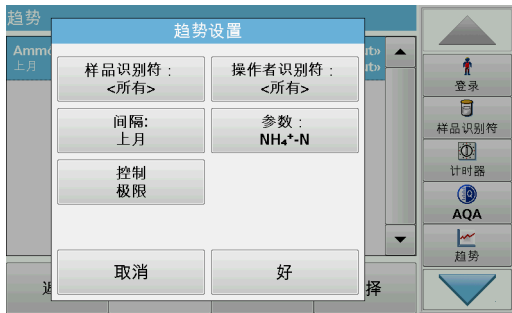 趋势
趋势设置
样品识别符：
<所有>
操作者识别符：
<所有>
间隔:
上月
参数：
NH₄⁺-N
控制
极限
取消
好
上月
择
登录
样品识别符
计时器
AQA
趋势